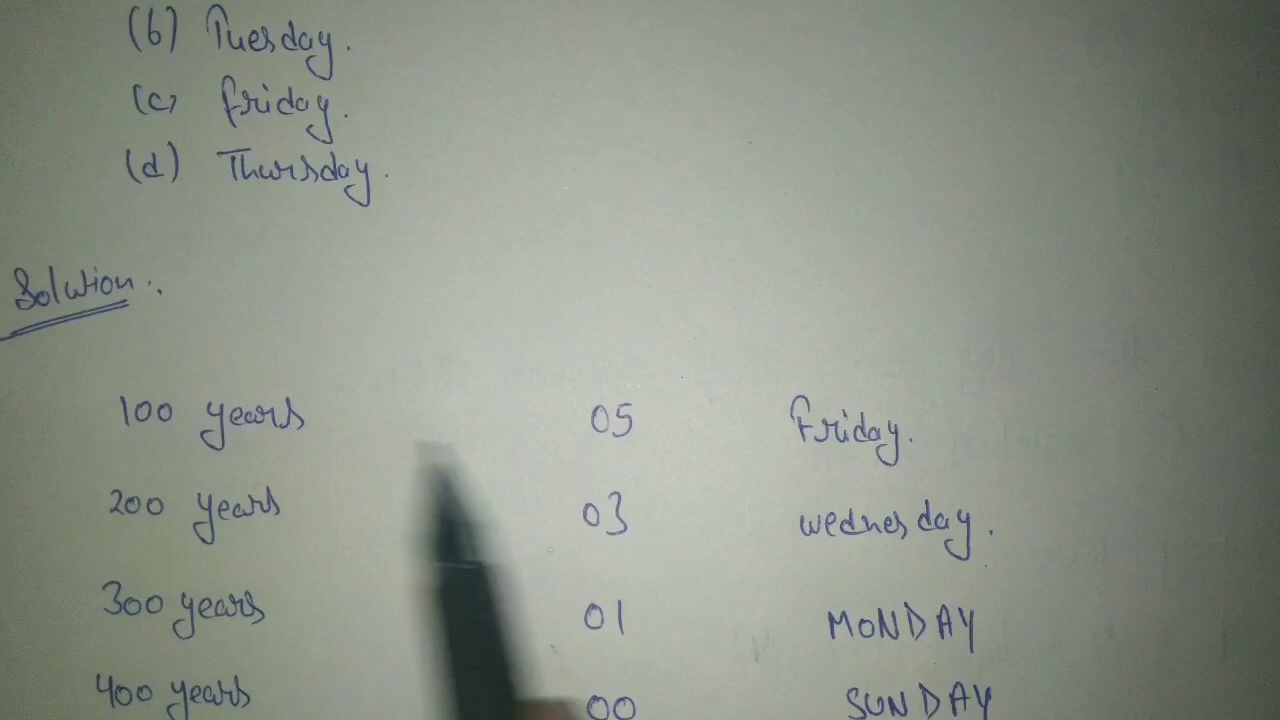 (b) Tuesday.
(c) friday.
(d) Thursday.
Solution :.
100 years 05 Friday.
200 years 03 wednesday.
300 years 01 MONDAY
400 years 00 SUNDAY